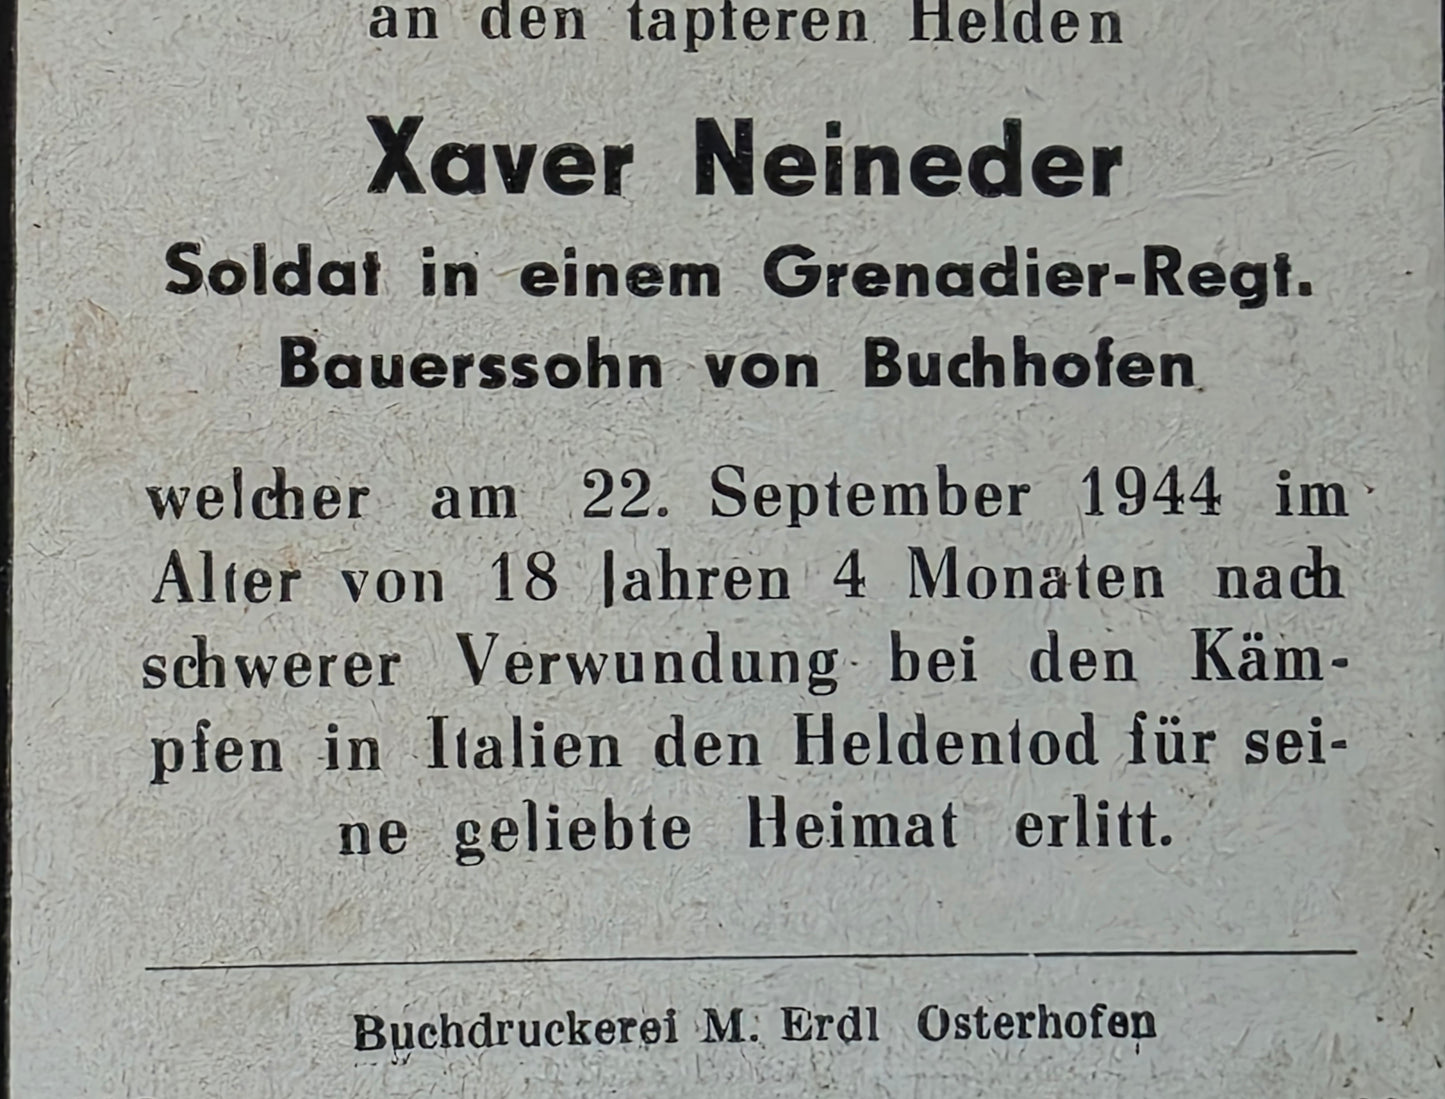 an den tapferen Helden
Xaver Neineder
Soldat in einem Grenadier-Regt.
Bauerssohn von Buchhofen
welcher am 22. September 1944 im
Alter von 18 Jahren 4 Monaten nach
schwerer Verwundung bei den Käm-
pfen in Italien den Heldentod für sei-
ne geliebte Heimat erlitt.
Buchdruckerei M. Erdl Osterhofen